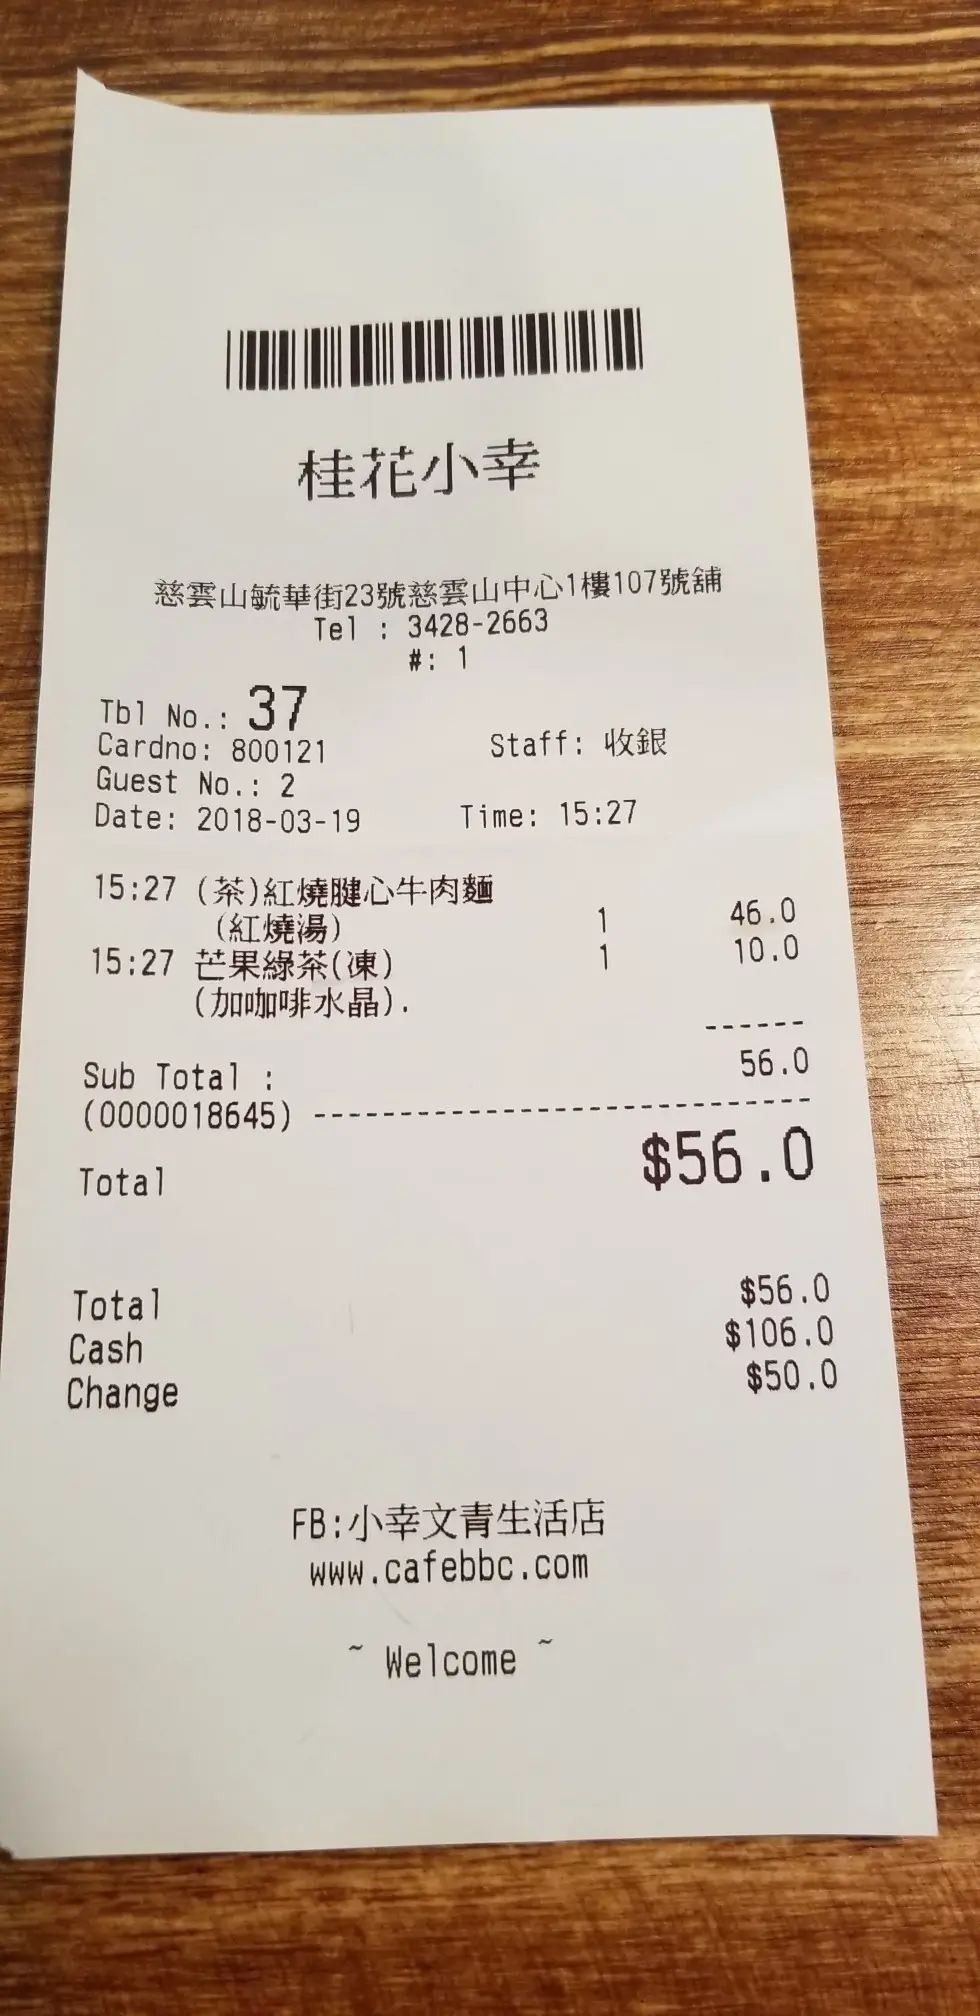 桂花小幸
慈雲山毓華街23號慈雲山中心1樓107號舖
Tel : 3428-2663
#: 1
Tbl No.: 37
Cardno: 800121 Staff: 收銀
Guest No.: 2
Date: 2018-03-19 Time: 15:27
15:27 (茶)紅燒腱心牛肉麵
(紅燒湯) 1 46.0
15:27 芒果綠茶(凍) 1 10.0
(加咖啡水晶).
------
Sub Total : 56.0
(0000018645) -------------------------------
Total $56.0
Total $56.0
Cash $106.0
Change $50.0
FB:小幸文青生活店
www.cafebbc.com
~ Welcome ~